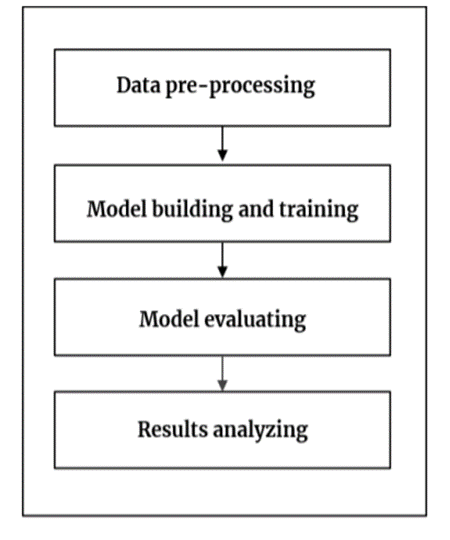 Data pre-processing
Model building and training
Model evaluating
Results analyzing